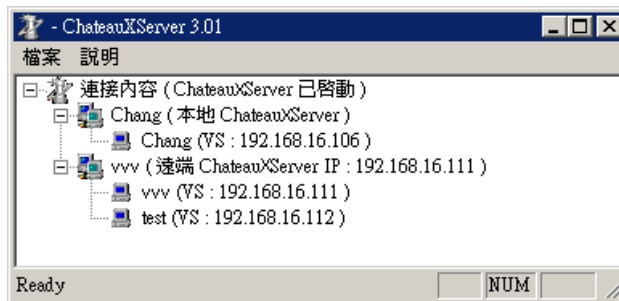 - ChateauXServer 3.01
檔案 說明
連接內容 ( ChateauXServer 已啓動 )
Chang ( 本地 ChateauXServer )
Chang (VS : 192.168.16.106 )
vvv ( 遠端 ChateauXServer IP : 192.168.16.111 )
vvv (VS : 192.168.16.111 )
test (VS : 192.168.16.112 )
Ready NUM